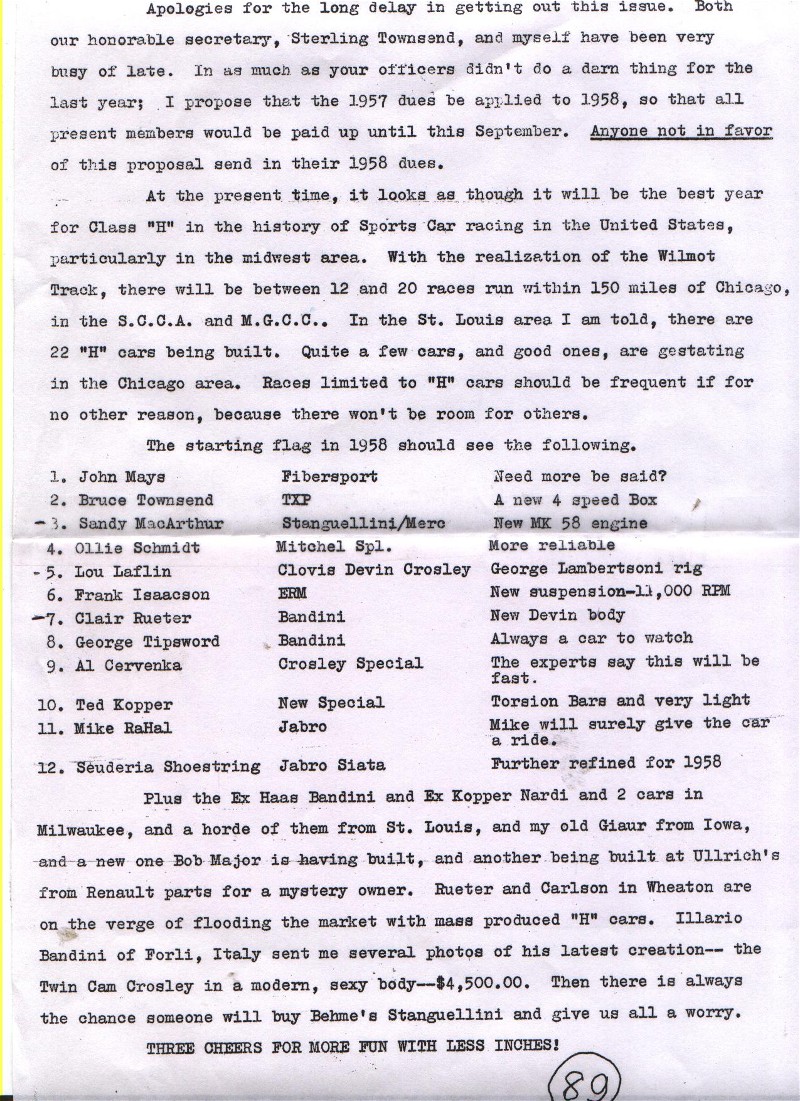 Apologies for the long delay in getting out this issue. Both
our honorable secretary, Sterling Townsend, and myself have been very
busy of late. In as much as your officers didn't do a darn thing for the
last year; I propose that the 1957 dues be applied to 1958, so that all
present members would be paid up until this September. Anyone not in favor
of this proposal send in their 1958 dues.
At the present time, it looks as though it will be the best year
for Class "H" in the history of Sports Car racing in the United States,
particularly in the midwest area. With the realization of the Wilmot
Track, there will be between 12 and 20 races run within 150 miles of Chicago,
in the S.C.C.A. and M.G.C.C.. In the St. Louis area I am told, there are
22 "H" cars being built. Quite a few cars, and good ones, are gestating
in the Chicago area. Races limited to "H" cars should be frequent if for
no other reason, because there won't be room for others.
The starting flag in 1958 should see the following.
1. John Mays Fibersport Need more be said?
2. Bruce Townsend TXP A new 4 speed Box
-3. Sandy MacArthur Stanguellini/Merc New MK 58 engine
4. Ollie Schmidt Mitchel Spl. More reliable
-5. Lou Laflin Clovis Devin Crosley George Lambertsoni rig
6. Frank Isaacson ERM New suspension-11,000 RPM
-7. Clair Rueter Bandini New Devin body
8. George Tipsword Bandini Always a car to watch
9. Al Cervenka Crosley Special The experts say this will be
fast.
10. Ted Kopper New Special Torsion Bars and very light
11. Mike RaHal Jabro Mike will surely give the car
a ride.
12. Seuderia Shoestring Jabro Siata Further refined for 1958
Plus the Ex Haas Bandini and Ex Kopper Nardi and 2 cars in
Milwaukee, and a horde of them from St. Louis, and my old Giaur from Iowa,
and a new one Bob Major is having built, and another being built at Ullrich's
from Renault parts for a mystery owner. Rueter and Carlson in Wheaton are
on the verge of flooding the market with mass produced "H" cars. Illario
Bandini of Forli, Italy sent me several photos of his latest creation-- the
Twin Cam Crosley in a modern, sexy body--$4,500.00. Then there is always
the chance someone will buy Behme's Stanguellini and give us all a worry.
THREE CHEERS FOR MORE FUN WITH LESS INCHES!
89